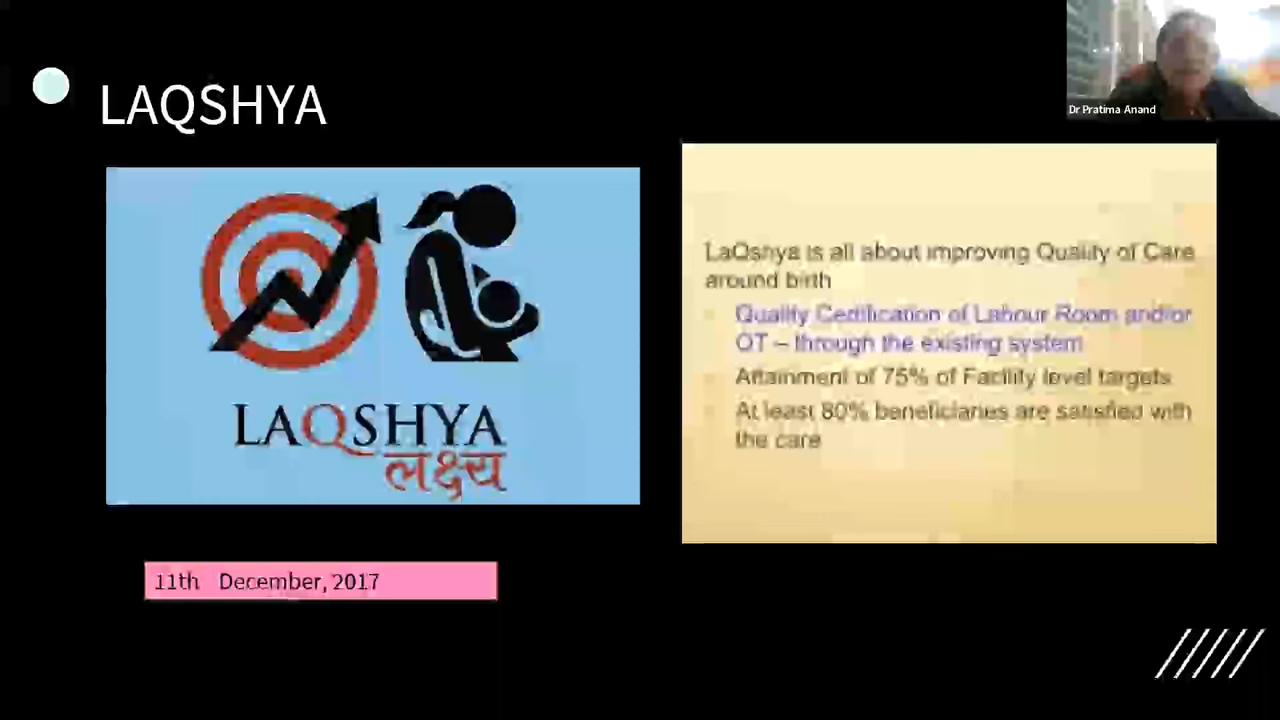 LAQSHYA
Dr Pratima Anand
LAQSHYA
लक्ष्य
LaQshya is all about improving Quality of Care
around birth
Quality Certification of Labour Room and/or
OT – through the existing system
Attainment of 75% of Facility level targets
At least 80% beneficiaries are satisfied with
the care
11th December, 2017